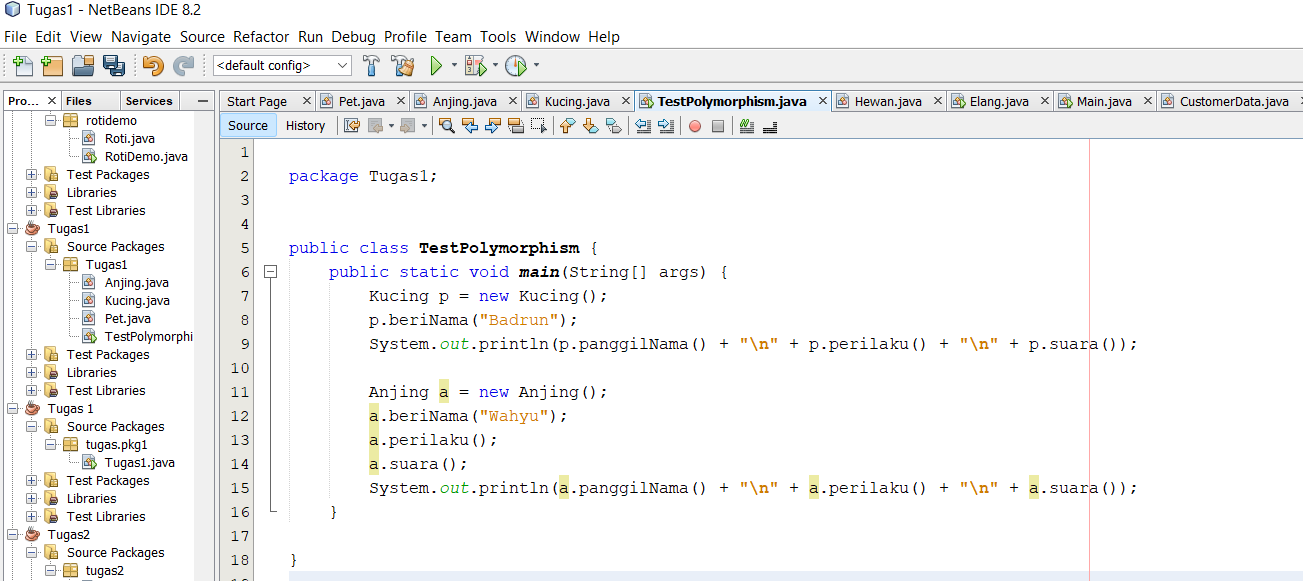 Tugas1 - NetBeans IDE 8.2
File Edit View Navigate Source Refactor Run Debug Profile Team Tools Window Help
<default config>
Pro... Files Services
Start Page Pet.java Anjing.java Kucing.java TestPolymorphism.java Hewan.java Elang.java Main.java CustomerData.java
Source History
rotidemo
Roti.java
RotiDemo.java
Test Packages
Libraries
Test Libraries
Tugas1
Source Packages
Tugas1
Anjing.java
Kucing.java
Pet.java
TestPolymorphi
Test Packages
Libraries
Test Libraries
Tugas 1
Source Packages
tugas.pkg1
Tugas1.java
Test Packages
Libraries
Test Libraries
Tugas2
Source Packages
tugas2
1
2 package Tugas1;
3
4
5 public class TestPolymorphism {
6 public static void main(String[] args) {
7 Kucing p = new Kucing();
8 p.beriNama("Badrun");
9 System.out.println(p.panggilNama() + "\n" + p.perilaku() + "\n" + p.suara());
10
11 Anjing a = new Anjing();
12 a.beriNama("Wahyu");
13 a.perilaku();
14 a.suara();
15 System.out.println(a.panggilNama() + "\n" + a.perilaku() + "\n" + a.suara());
16 }
17
18 }